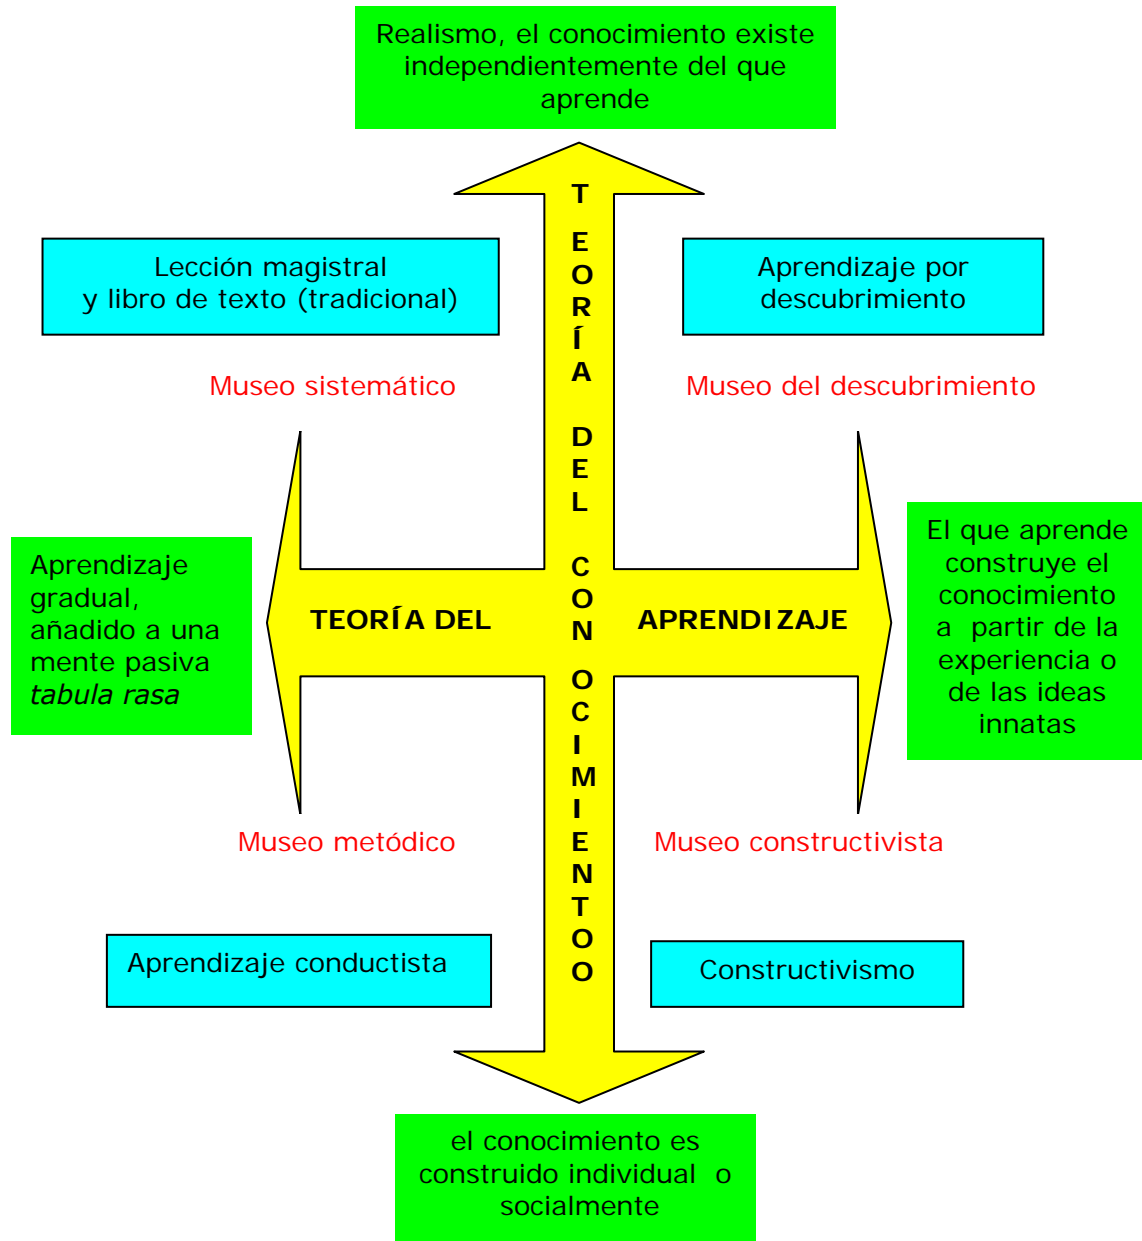 Realismo, el conocimiento existe
independientemente del que
aprende
Lección magistral
y libro de texto (tradicional)
Aprendizaje por
descubrimiento
Museo sistemático
Museo del descubrimiento
TEORÍA DEL CONOCIMIENTOO
Aprendizaje
gradual,
añadido a una
mente pasiva
tabula rasa
TEORÍA DEL APRENDIZAJE
El que aprende
construye el
conocimiento
a partir de la
experiencia o
de las ideas
innatas
Museo metódico
Museo constructivista
Aprendizaje conductista
Constructivismo
el conocimiento es
construido individual o
socialmente